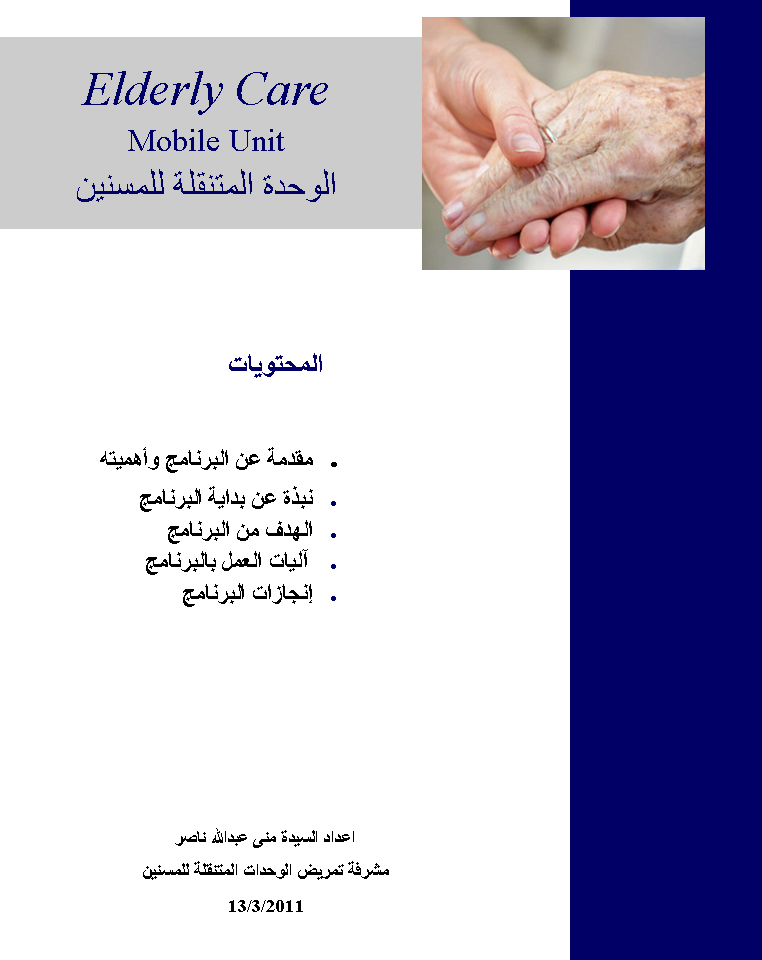 Elderly Care
Mobile Unit
الوحدة المتنقلة للمسنين
المحتويات
• مقدمة عن البرنامج وأهميته
• نبذة عن بداية البرنامج
• الهدف من البرنامج
• آليات العمل بالبرنامج
• إنجازات البرنامج
اعداد السيدة منى عبدالله ناصر
مشرفة تمريض الوحدات المتنقلة للمسنين
13/3/2011